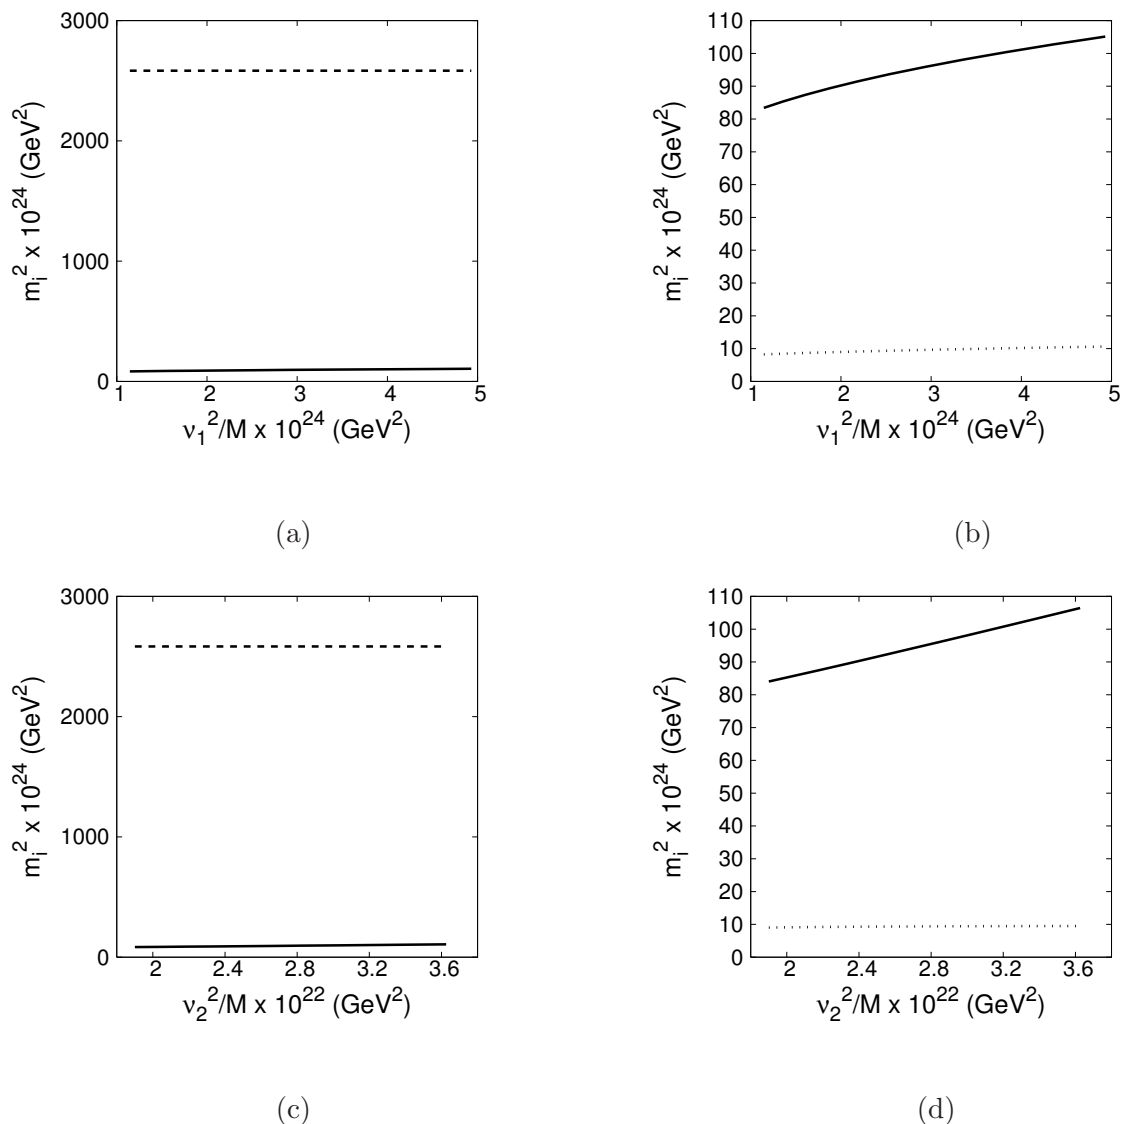 3000
2000
1000
0
1 2 3 4 5
m_i^2 x 10^24 (GeV^2)
ν_1^2/M x 10^24 (GeV^2)
(a)
110
100
90
80
70
60
50
40
30
20
10
0
1 2 3 4 5
m_i^2 x 10^24 (GeV^2)
ν_1^2/M x 10^24 (GeV^2)
(b)
3000
2000
1000
0
2 2.4 2.8 3.2 3.6
m_i^2 x 10^24 (GeV^2)
ν_2^2/M x 10^22 (GeV^2)
(c)
110
100
90
80
70
60
50
40
30
20
10
0
2 2.4 2.8 3.2 3.6
m_i^2 x 10^24 (GeV^2)
ν_2^2/M x 10^22 (GeV^2)
(d)